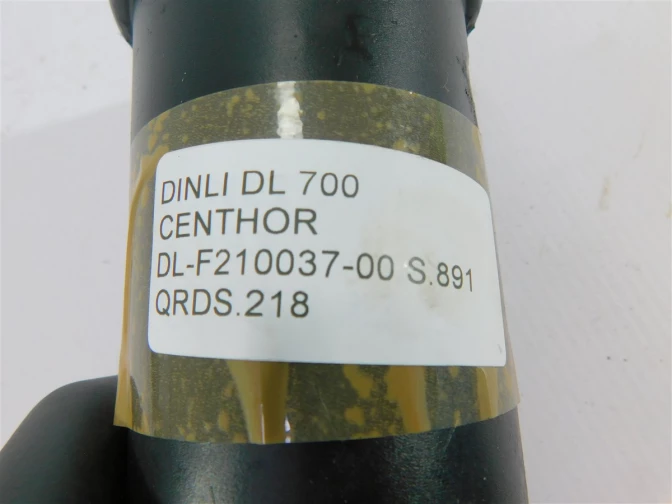 DINLI DL 700
CENTHOR
DL-F210037-00 S.891
QRDS.218